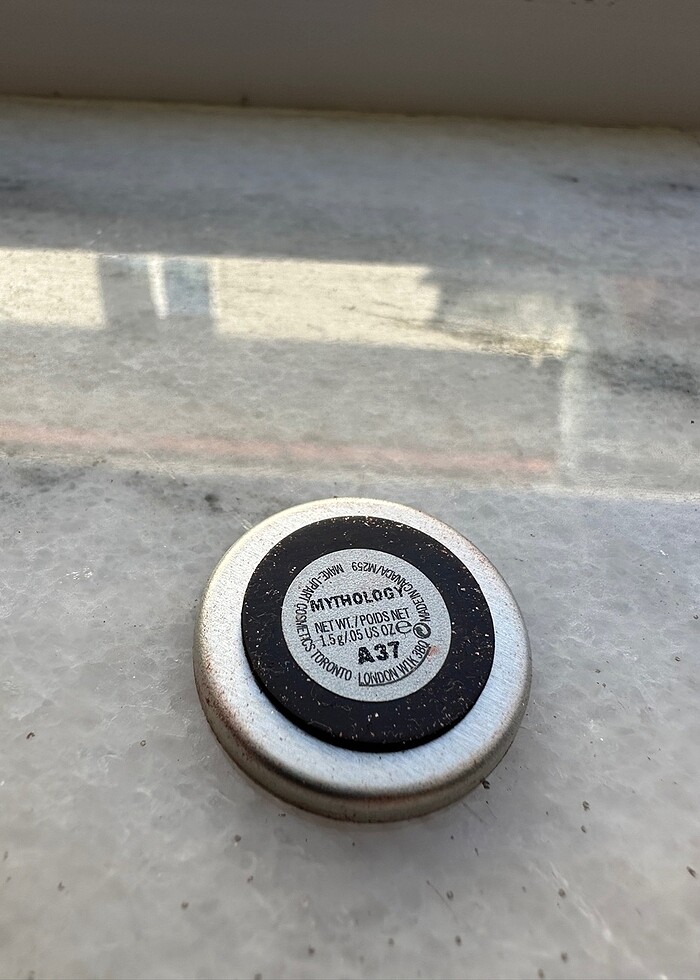 MAKE-UP ART COSMETICS TORONTO
LONDON W1K 3BD
MADE IN CANADA/M259
MYTHOLOGY
NET WT./POIDS NET
1.5 g/.05 US OZ e
A37